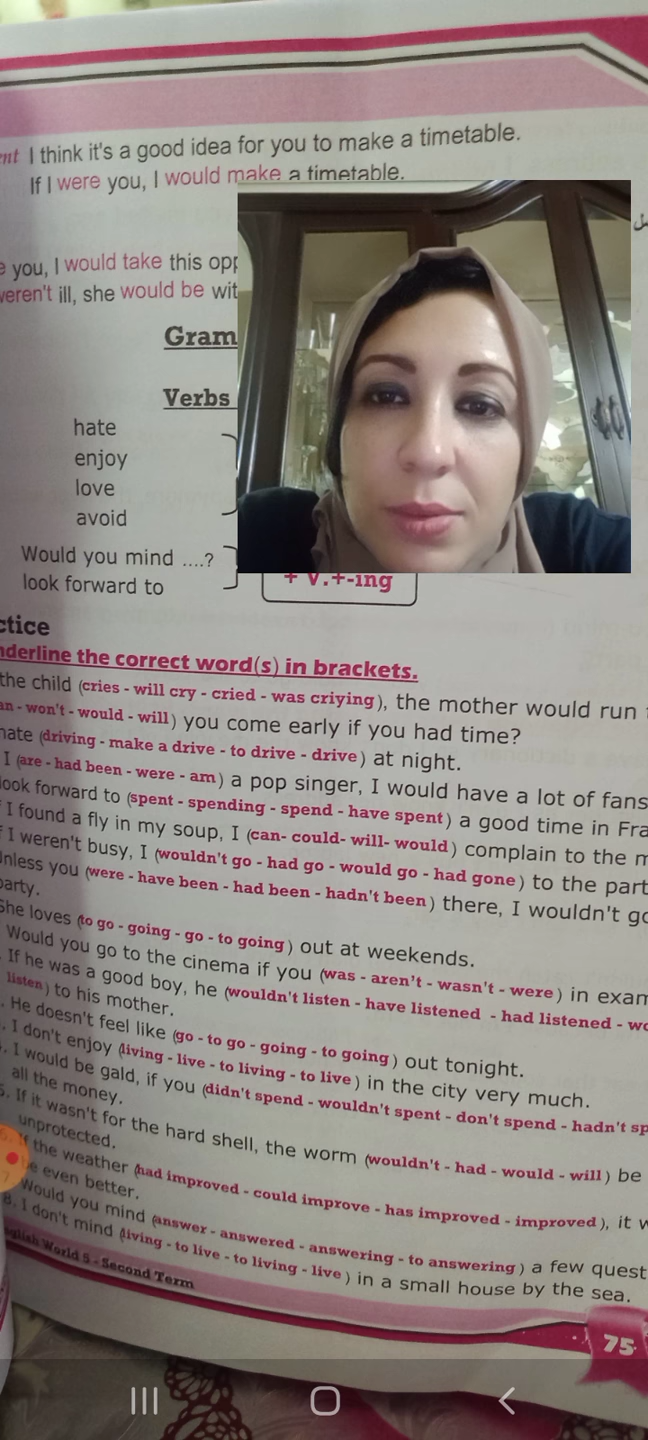 I think it's a good idea for you to make a timetable.
If I were you, I would make a timetable.
you, I would take this
weren't ill, she would be
Gram
Verbs
hate
enjoy
love
avoid
Would you mind ....?
look forward to
+ V.+-ing
ctice
nderline the correct word(s) in brackets.
the child (cries - will cry - cried - was criying), the mother would run
an - won't - would - will) you come early if you had time?
hate (driving - make a drive - to drive - drive) at night.
I (are - had been - were - am) a pop singer, I would have a lot of fans
look forward to (spent - spending - spend - have spent) a good time in Fra
I found a fly in my soup, I (can- could- will- would) complain to the m
I weren't busy, I (wouldn't go - had go - would go - had gone) to the part
Unless you (were - have been - had been - hadn't been) there, I wouldn't go
party.
She loves (to go - going - go - to going) out at weekends.
Would you go to the cinema if you (was - aren't - wasn't - were) in exam
If he was a good boy, he (wouldn't listen - have listened - had listened - wo
listen) to his mother.
He doesn't feel like (go - to go - going - to going) out tonight.
I don't enjoy (living - live - to living - to live) in the city very much.
I would be gald, if you (didn't spend - wouldn't spent - don't spend - hadn't sp
all the money.
If it wasn't for the hard shell, the worm (wouldn't - had - would - will) be
unprotected.
the weather (had improved - could improve - has improved - improved), it w
be even better.
Would you mind (answer - answered - answering - to answering) a few quest
8. I don't mind (living - to live - to living - live) in a small house by the sea.
English World 5 - Second Term
75